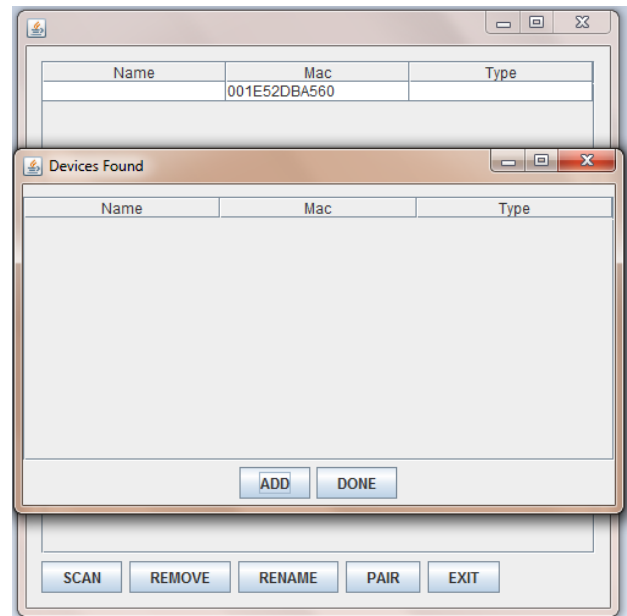 Name Mac Type
001E52DBA560
Devices Found
Name Mac Type
ADD DONE
SCAN REMOVE RENAME PAIR EXIT